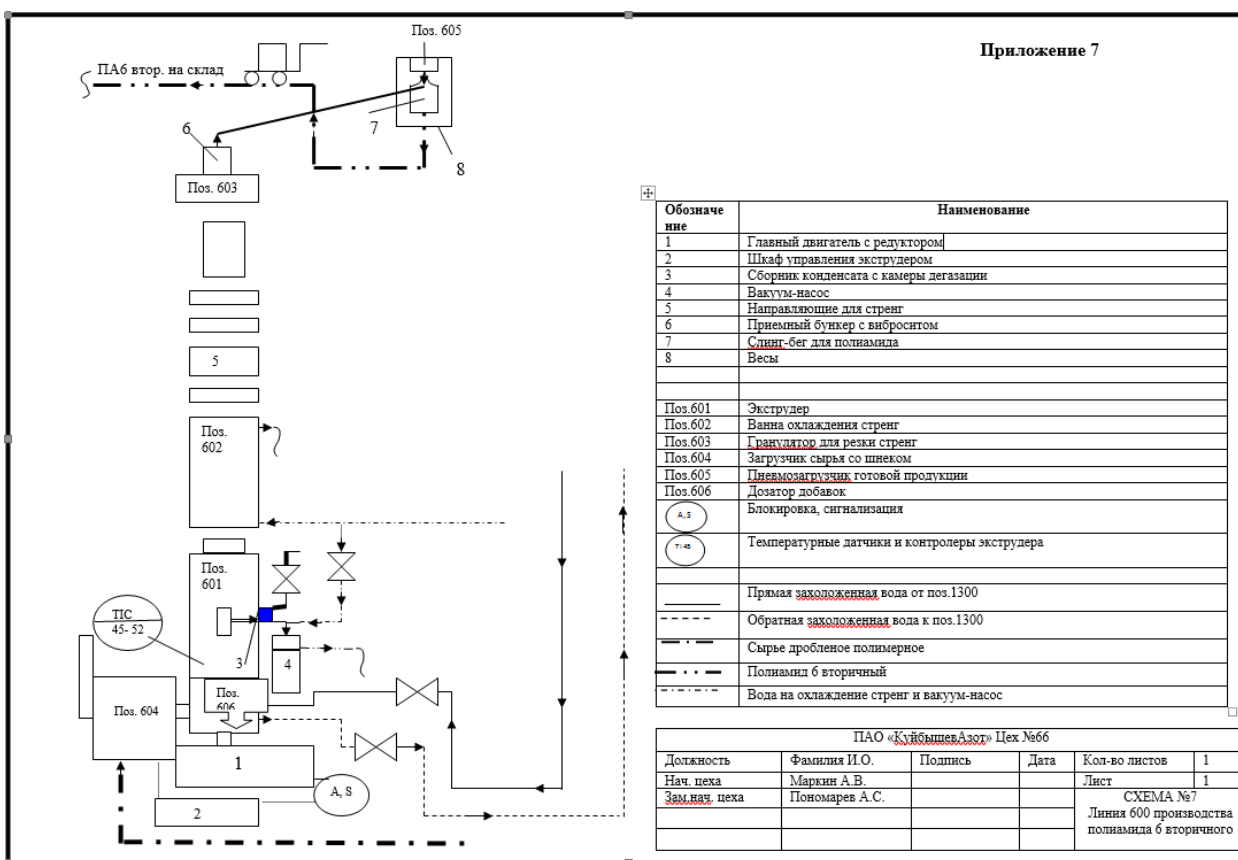 Приложение 7
Поз. 605
ПА6 втор. на склад
6
7
8
Поз. 603
5
Поз.
602
Поз.
601
TIC
45- 52
3
4
Поз.
606
Поз. 604
1
A, S
2
Обозначе
ние
Наименование
1 Главный двигатель с редуктором
2 Шкаф управления экструдером
3 Сборник конденсата с камеры дегазации
4 Вакуум-насос
5 Направляющие для стренг
6 Приемный бункер с виброситом
7 Слинг-бег для полиамида
8 Весы
Поз.601 Экструдер
Поз.602 Ванна охлаждения стренг
Поз.603 Гранулятор для резки стренг
Поз.604 Загрузчик сырья со шнеком
Поз.605 Пневмозагрузчик готовой продукции
Поз.606 Дозатор добавок
A, S Блокировка, сигнализация
Температурные датчики и контролеры экструдера
Прямая захоложенная вода от поз.1300
Обратная захоложенная вода к поз.1300
Сырье дробленое полимерное
Полиамид 6 вторичный
Вода на охлаждение стренг и вакуум-насос
ПАО «КуйбышевАзот» Цех №66
Должность Фамилия И.О. Подпись Дата Кол-во листов 1
Нач. цеха Маркин А.В. Лист 1
Зам.нач. цеха Пономарев А.С. СХЕМА №7
Линия 600 производства
полиамида 6 вторичного